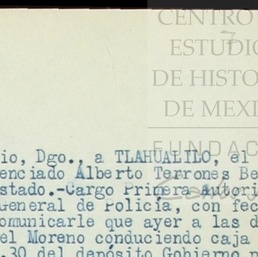 CENTRO
ESTUDIO
DE HISTO
DE MEXI
FUNDAC
io, Dgo., a TLAHUALILO, el
enciado Alberto Terrones Be
stado.-Cargo Primera Autori
General de Policía, con fec
omunicarle que ayer a las d
el Moreno conduciendo caja
.30 del depósito Gobierno